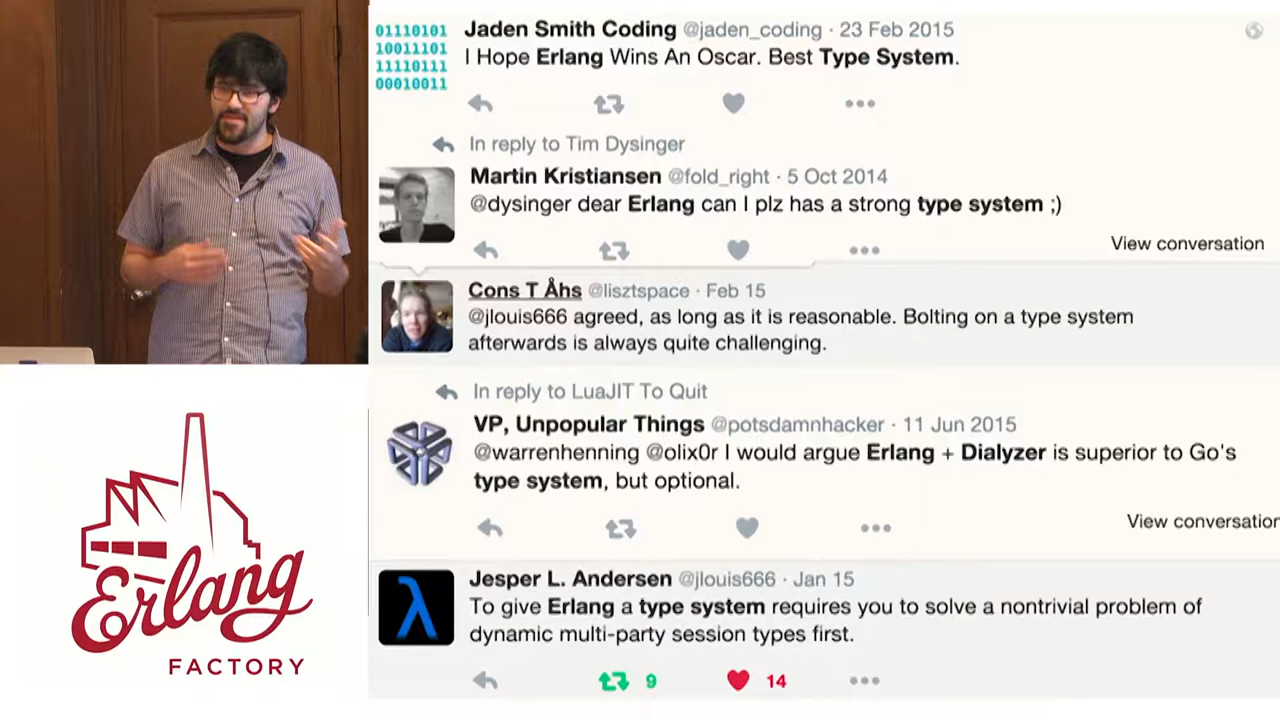 01110101
10011101
11110111
00010011
Jaden Smith Coding @jaden_coding · 23 Feb 2015
I Hope Erlang Wins An Oscar. Best Type System.
In reply to Tim Dysinger
Martin Kristiansen @fold_right · 5 Oct 2014
@dysinger dear Erlang can I plz has a strong type system ;)
View conversation
Cons T Åhs @lisztspace · Feb 15
@jlouis666 agreed, as long as it is reasonable. Bolting on a type system
afterwards is always quite challenging.
In reply to LuaJIT To Quit
VP, Unpopular Things @potsdamnhacker · 11 Jun 2015
@warrenhenning @olix0r I would argue Erlang + Dialyzer is superior to Go's
type system, but optional.
View conversation
Jesper L. Andersen @jlouis666 · Jan 15
To give Erlang a type system requires you to solve a nontrivial problem of
dynamic multi-party session types first.
9 14
Erlang
FACTORY